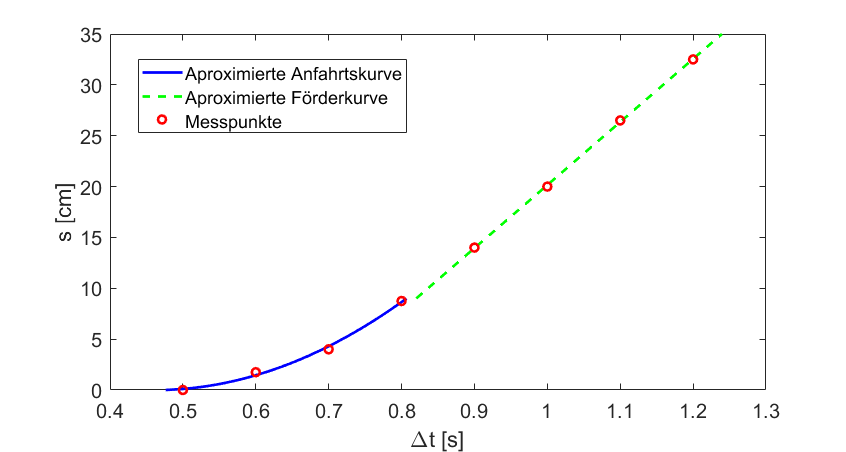 35
30
25
20
15
10
5
0
s [cm]
Aproximierte Anfahrtskurve
Aproximierte Förderkurve
Messpunkte
0.4 0.5 0.6 0.7 0.8 0.9 1 1.1 1.2 1.3
Δt [s]